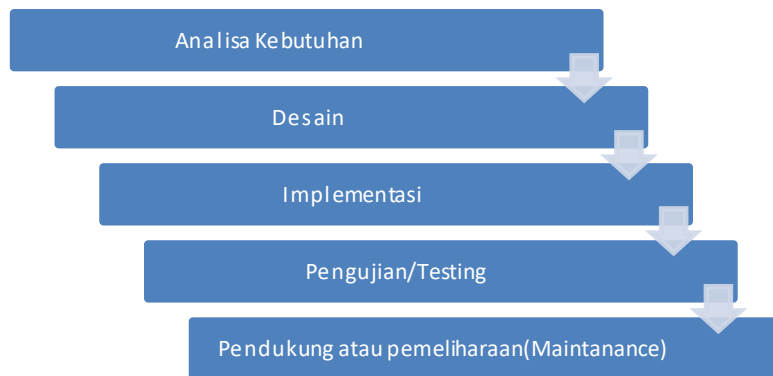 Analisa Kebutuhan
Desain
Implementasi
Pengujian/Testing
Pendukung atau pemeliharaan(Maintanance)